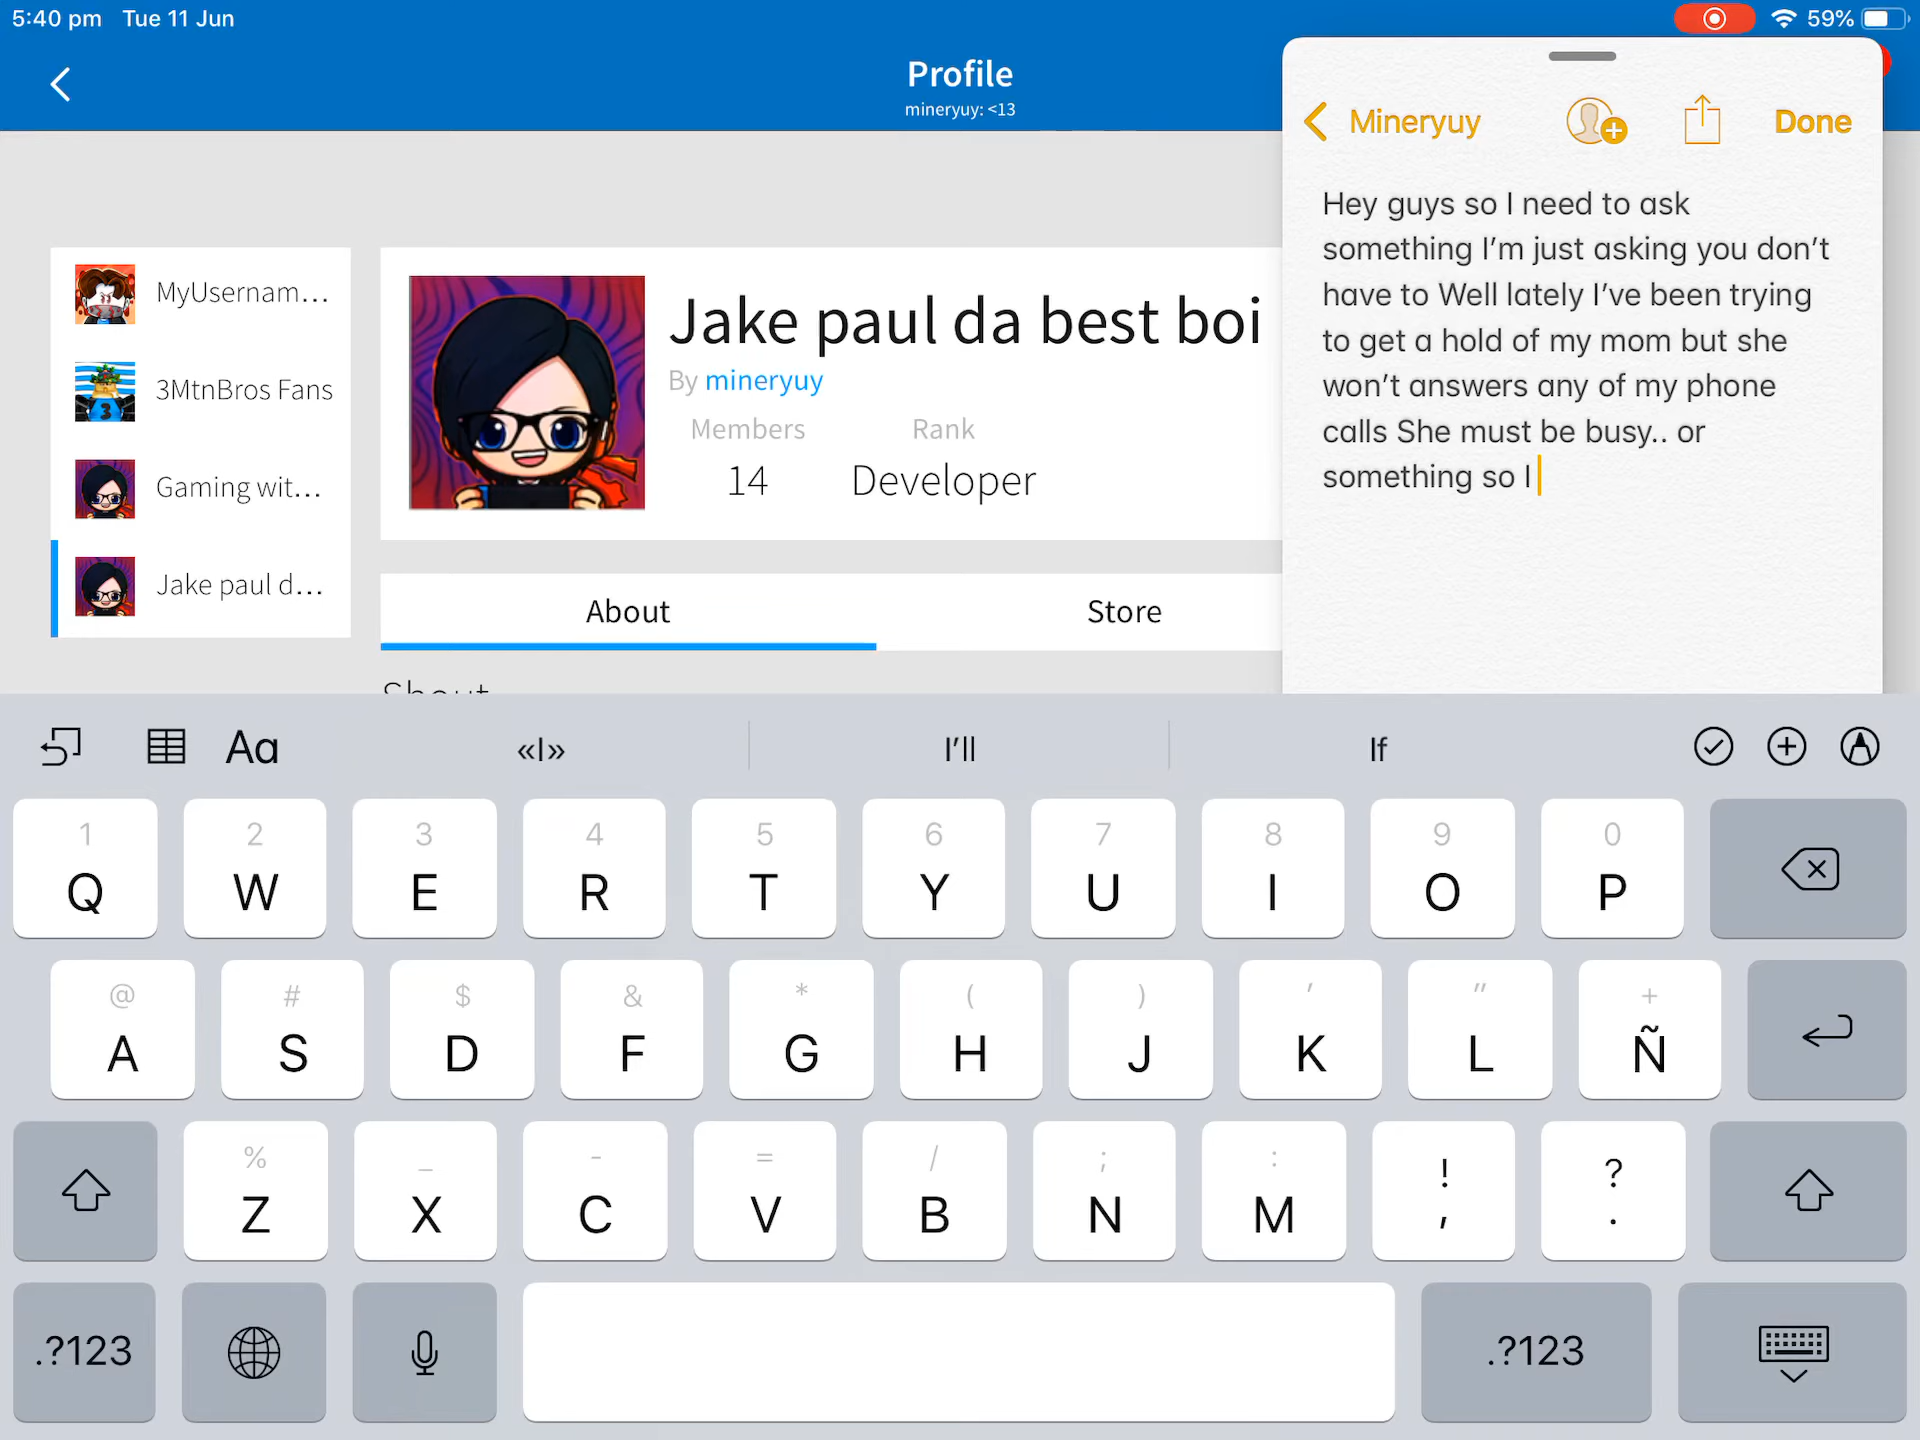 5:40 pm Tue 11 Jun
59%
Profile
mineryuy: <13
Mineryuy
Done
Hey guys so I need to ask
something I’m just asking you don’t
have to Well lately I’ve been trying
to get a hold of my mom but she
won’t answers any of my phone
calls She must be busy.. or
something so I
MyUsernam...
3MtnBros Fans
Gaming wit...
Jake paul d...
Jake paul da best boi
By mineryuy
Members Rank
14 Developer
About Store
Shout
Aa «I» I’ll If
1 2 3 4 5 6 7 8 9 0
Q W E R T Y U I O P
@ # $ & * ( ) ' " +
A S D F G H J K L Ñ
% _ - = / ; : ! ?
Z X C V B N M , .
.?123 .?123